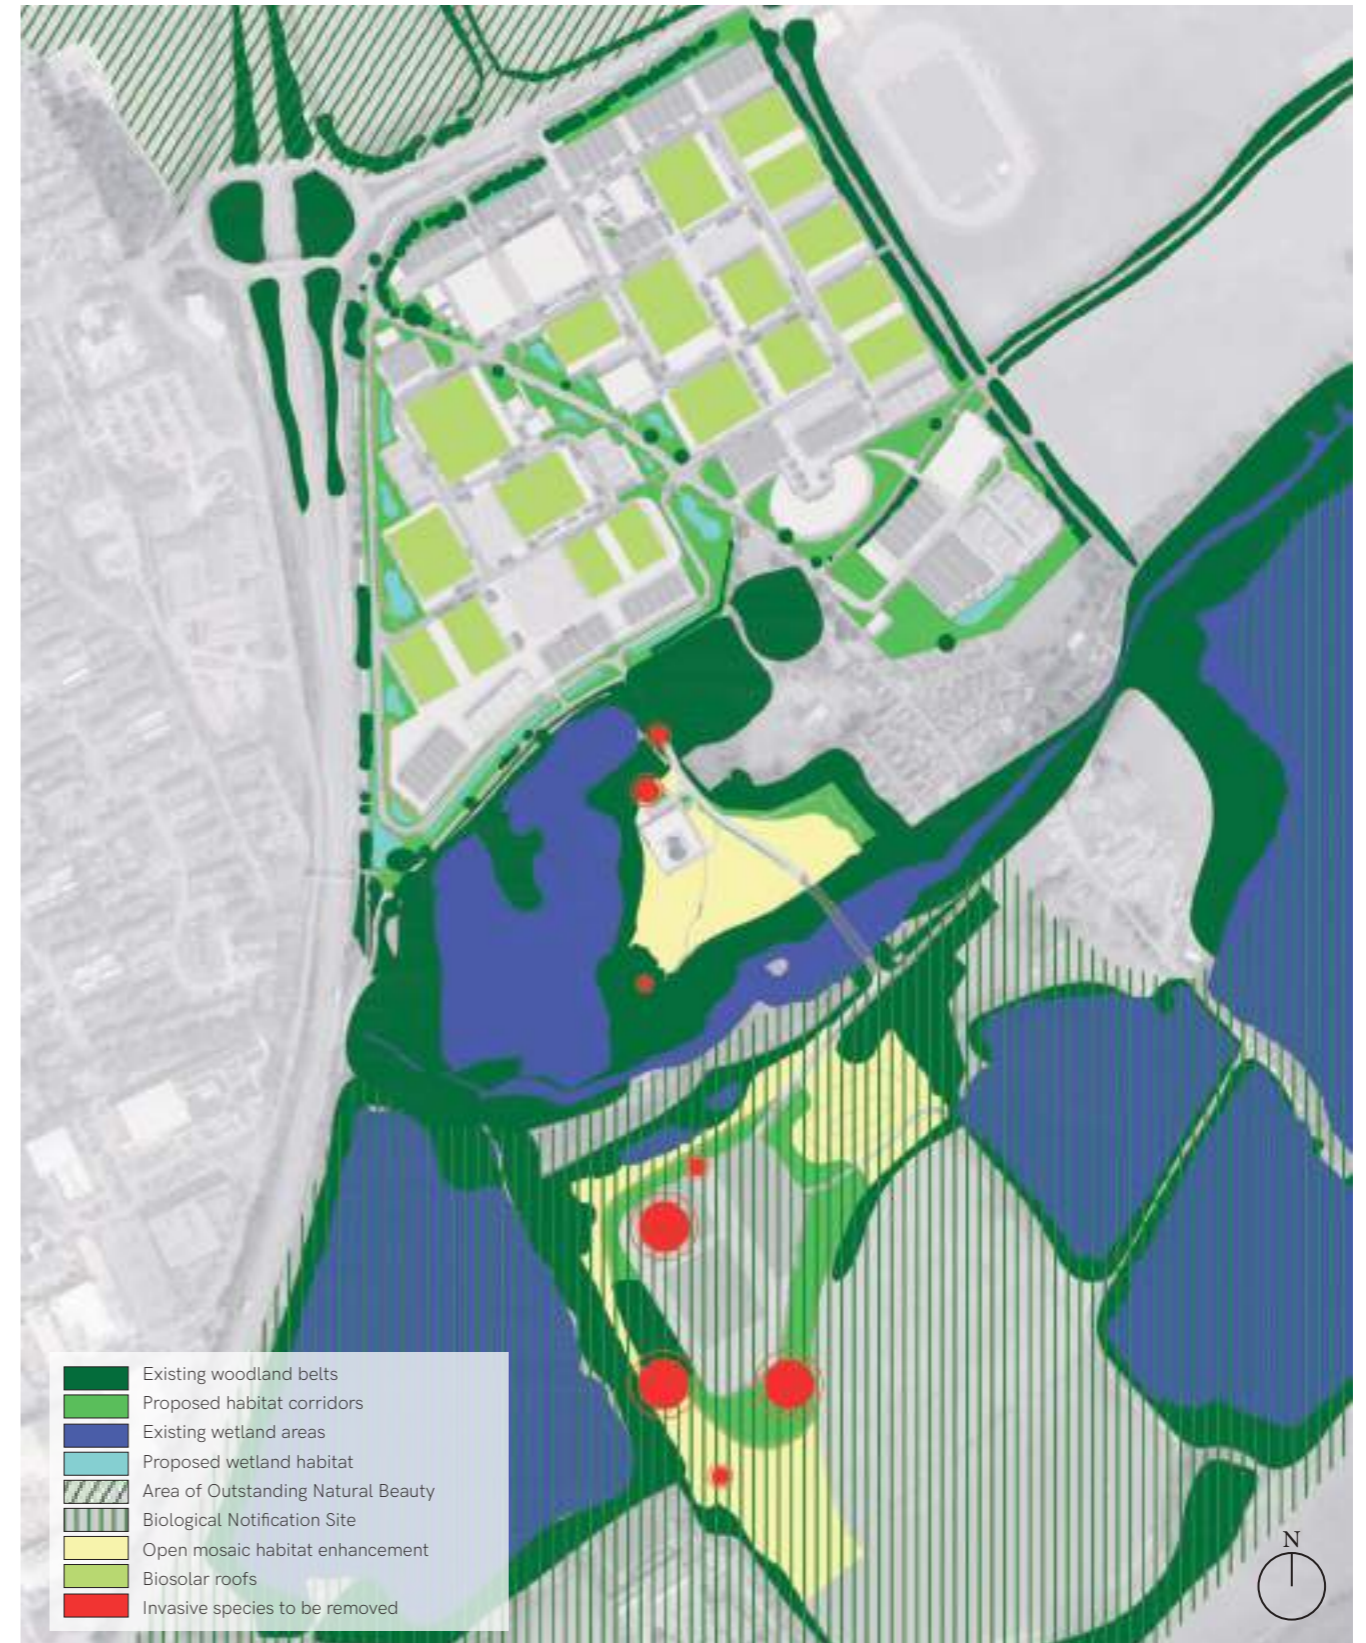 Existing woodland belts
Proposed habitat corridors
Existing wetland areas
Proposed wetland habitat
Area of Outstanding Natural Beauty
Biological Notification Site
Open mosaic habitat enhancement
Biosolar roofs
Invasive species to be removed
N